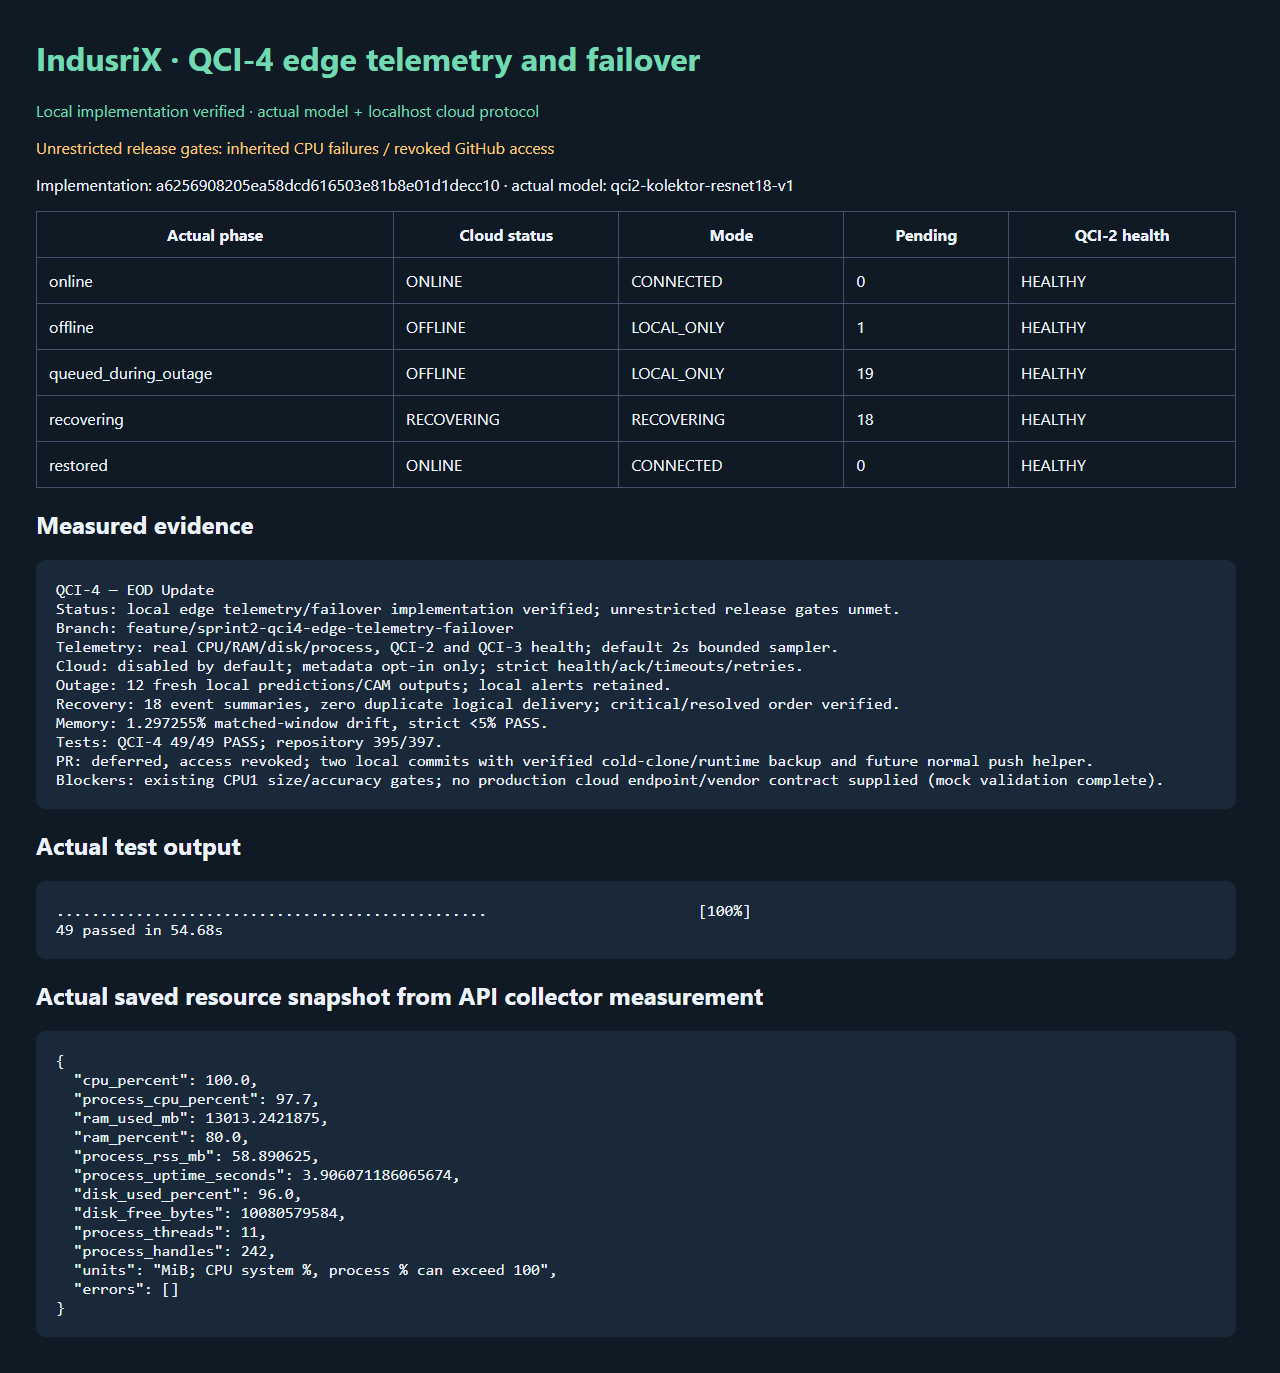 IndusriX · QCI-4 edge telemetry and failover
Local implementation verified · actual model + localhost cloud protocol
Unrestricted release gates: inherited CPU failures / revoked GitHub access
Implementation: a6256908205ea58dcd616503e81b8e01d1decc10 · actual model: qci2-kolektor-resnet18-v1
Actual phase Cloud status Mode Pending QCI-2 health
online ONLINE CONNECTED 0 HEALTHY
offline OFFLINE LOCAL_ONLY 1 HEALTHY
queued_during_outage OFFLINE LOCAL_ONLY 19 HEALTHY
recovering RECOVERING RECOVERING 18 HEALTHY
restored ONLINE CONNECTED 0 HEALTHY
Measured evidence
QCI-4 — EOD Update
Status: local edge telemetry/failover implementation verified; unrestricted release gates unmet.
Branch: feature/sprint2-qci4-edge-telemetry-failover
Telemetry: real CPU/RAM/disk/process, QCI-2 and QCI-3 health; default 2s bounded sampler.
Cloud: disabled by default; metadata opt-in only; strict health/ack/timeouts/retries.
Outage: 12 fresh local predictions/CAM outputs; local alerts retained.
Recovery: 18 event summaries, zero duplicate logical delivery; critical/resolved order verified.
Memory: 1.297255% matched-window drift, strict <5% PASS.
Tests: QCI-4 49/49 PASS; repository 395/397.
PR: deferred, access revoked; two local commits with verified cold-clone/runtime backup and future normal push helper.
Blockers: existing CPU1 size/accuracy gates; no production cloud endpoint/vendor contract supplied (mock validation complete).
Actual test output
................................................. [100%]
49 passed in 54.68s
Actual saved resource snapshot from API collector measurement
{
"cpu_percent": 100.0,
"process_cpu_percent": 97.7,
"ram_used_mb": 13013.2421875,
"ram_percent": 80.0,
"process_rss_mb": 58.890625,
"process_uptime_seconds": 3.906071186065674,
"disk_used_percent": 96.0,
"disk_free_bytes": 10080579584,
"process_threads": 11,
"process_handles": 242,
"units": "MiB; CPU system %, process % can exceed 100",
"errors": []
}